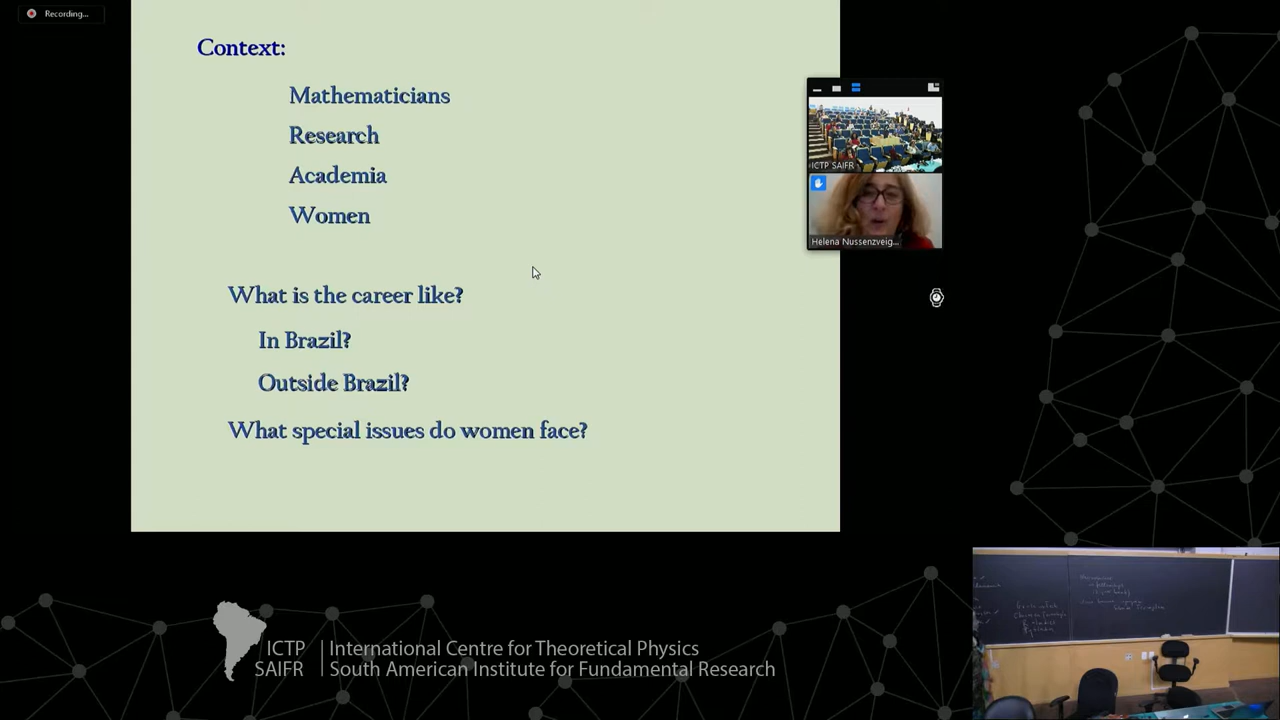 Recording...
Context:
Mathematicians
Research
Academia
Women
What is the career like?
In Brazil?
Outside Brazil?
What special issues do women face?
ICTP SAIFR
Helena Nussenzveig...
ICTP
SAIFR
International Centre for Theoretical Physics
South American Institute for Fundamental Research